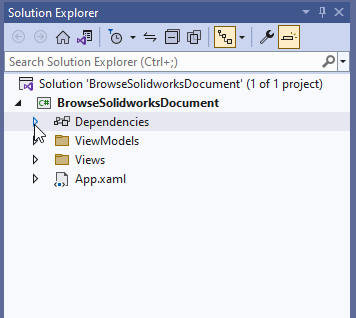 Solution Explorer
Search Solution Explorer (Ctrl+;)
Solution 'BrowseSolidworksDocument' (1 of 1 project)
C# BrowseSolidworksDocument
Dependencies
ViewModels
Views
App.xaml